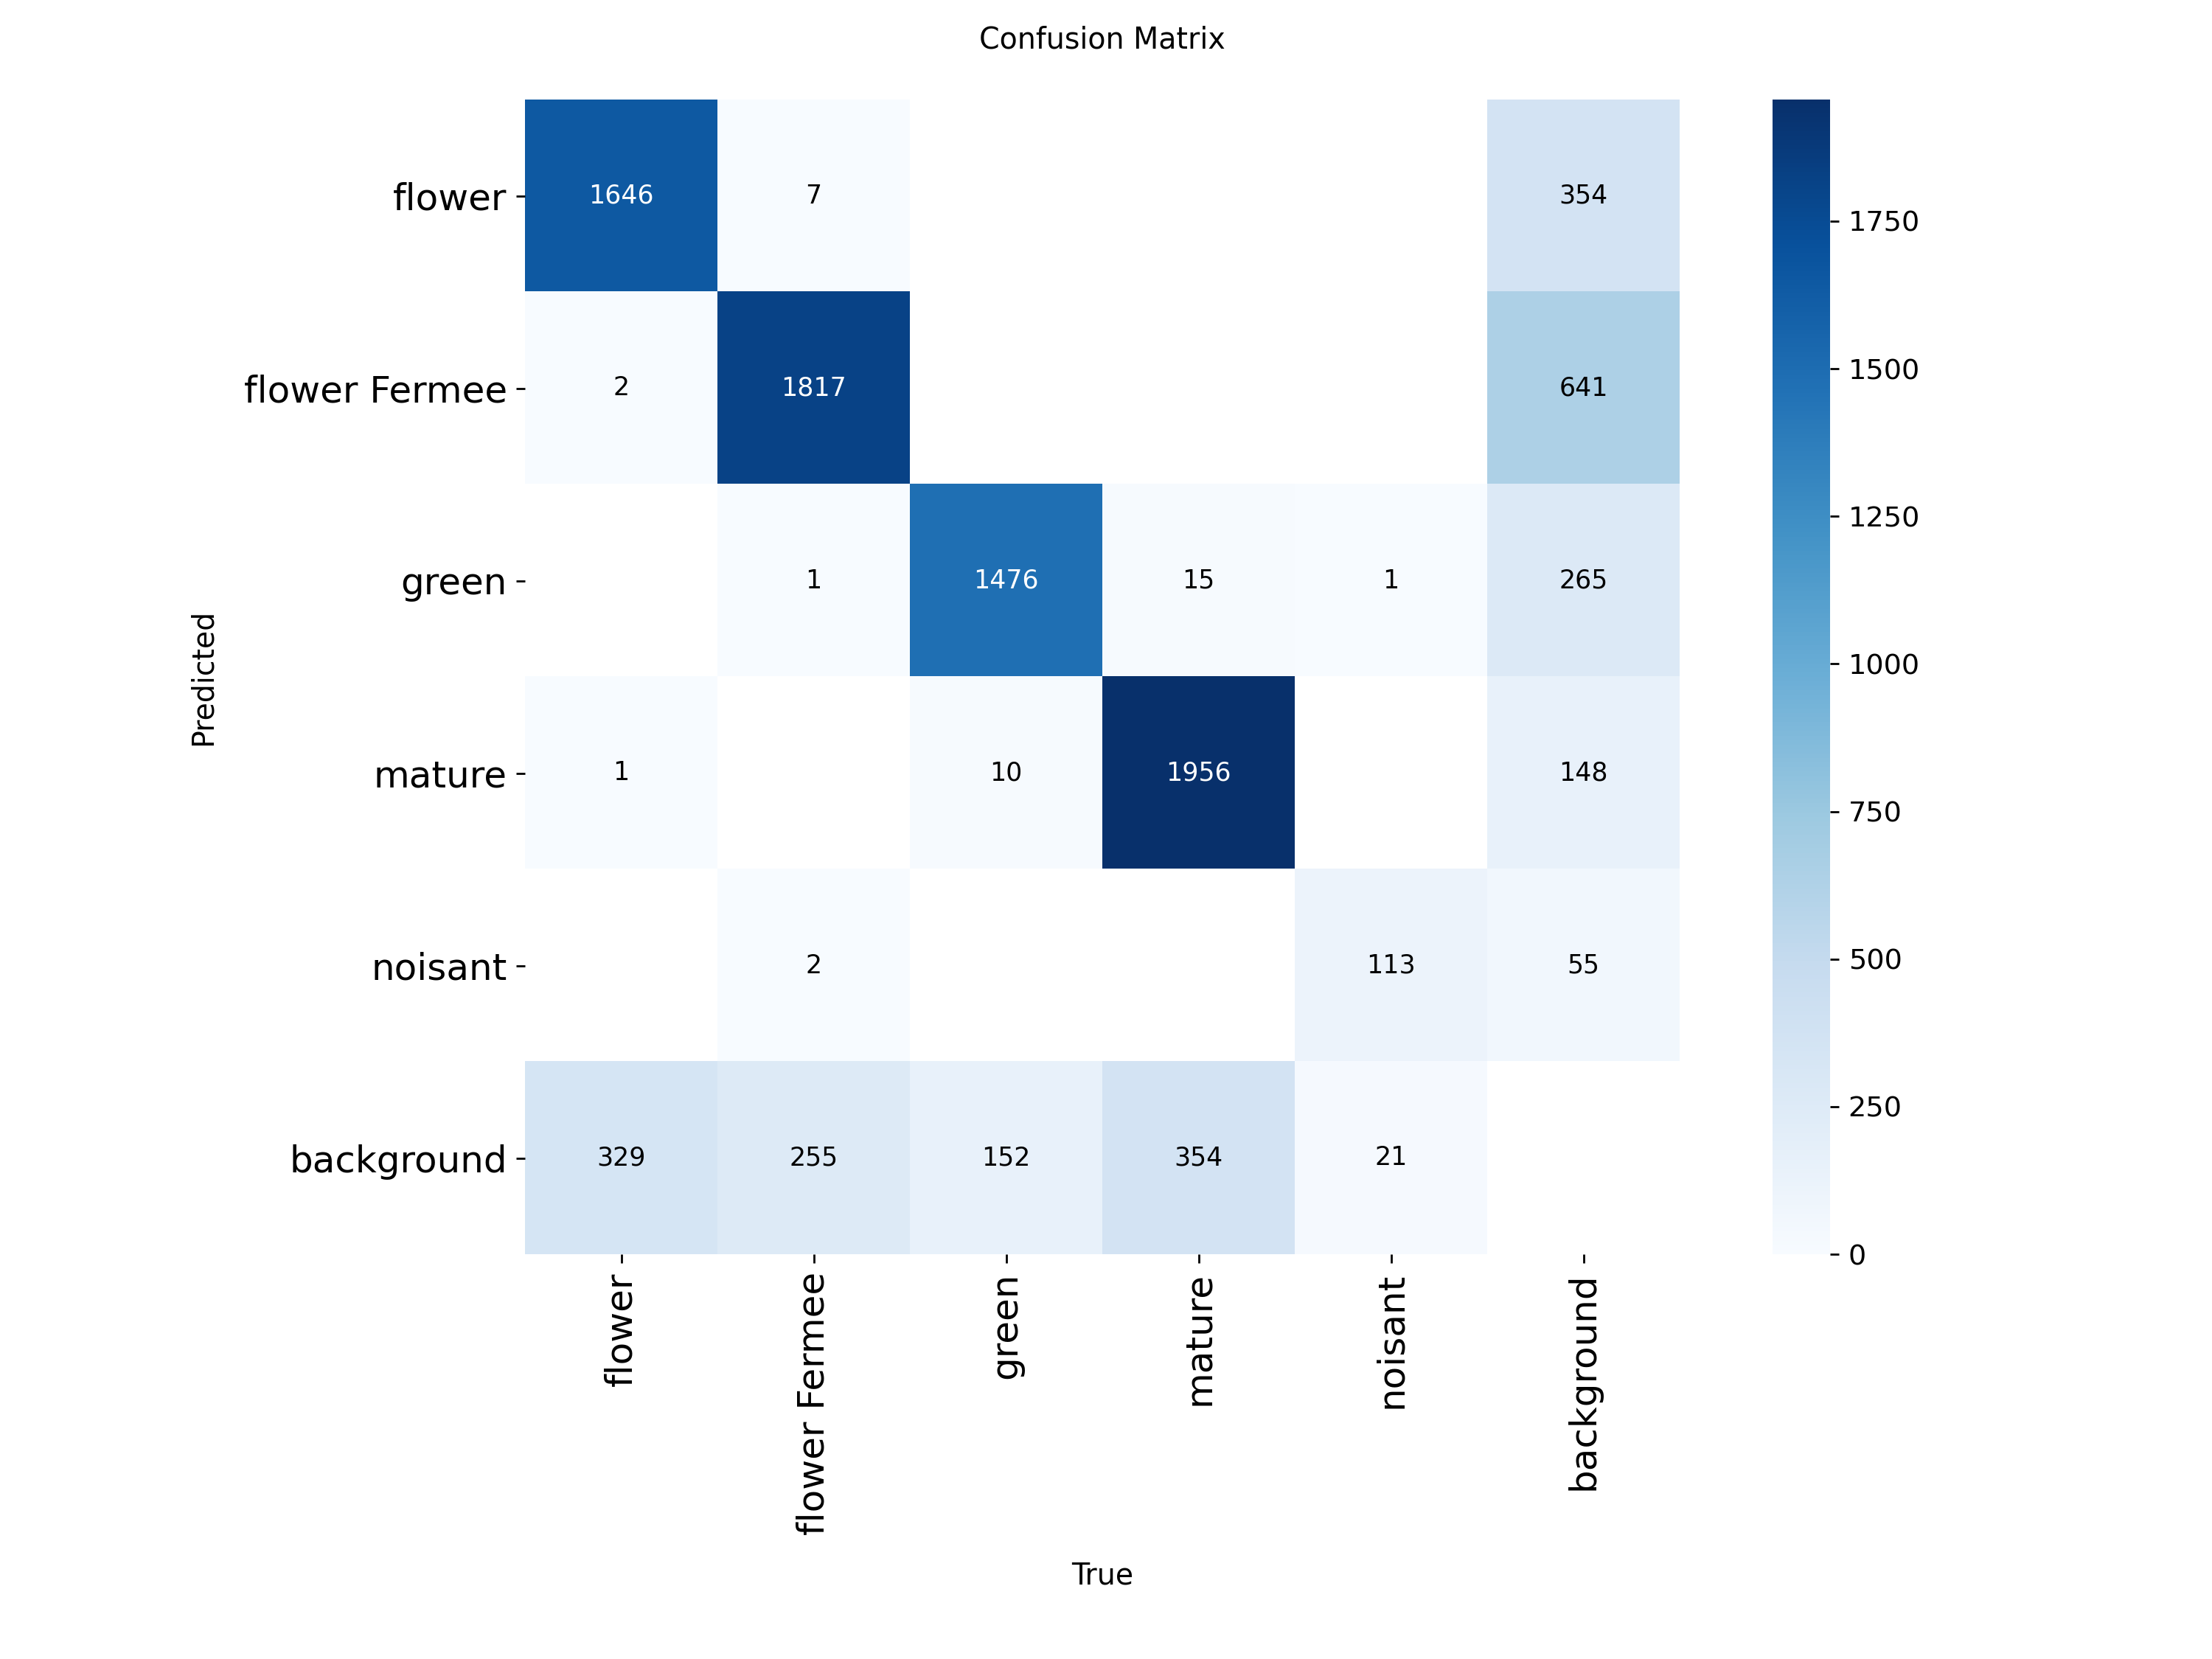 Confusion Matrix
flower 1646 7 354
flower Fermee 2 1817 641
green 1 1476 15 1 265
mature 1 10 1956 148
noisant 2 113 55
background 329 255 152 354 21
flower
flower Fermee
green
mature
noisant
background
True
Predicted
1750
1500
1250
1000
750
500
250
0